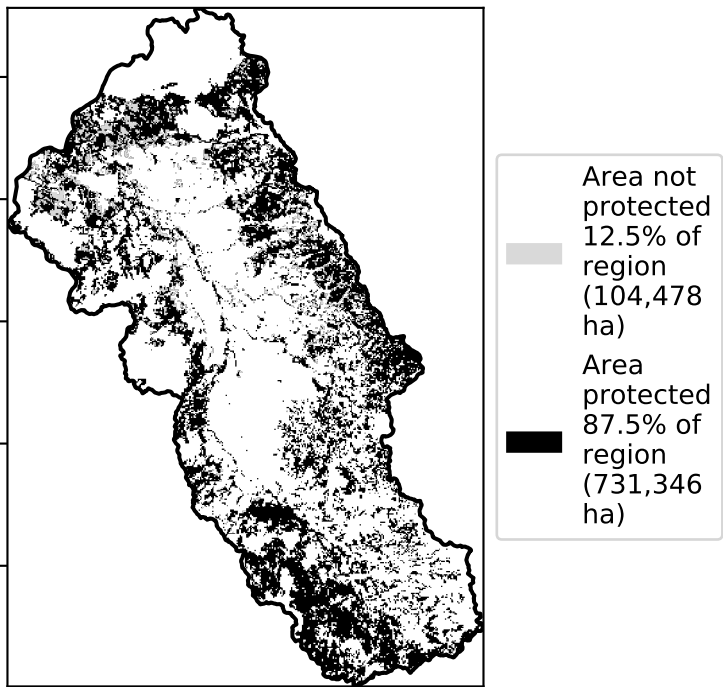 Area not
protected
12.5% of
region
(104,478
ha)
Area
protected
87.5% of
region
(731,346
ha)